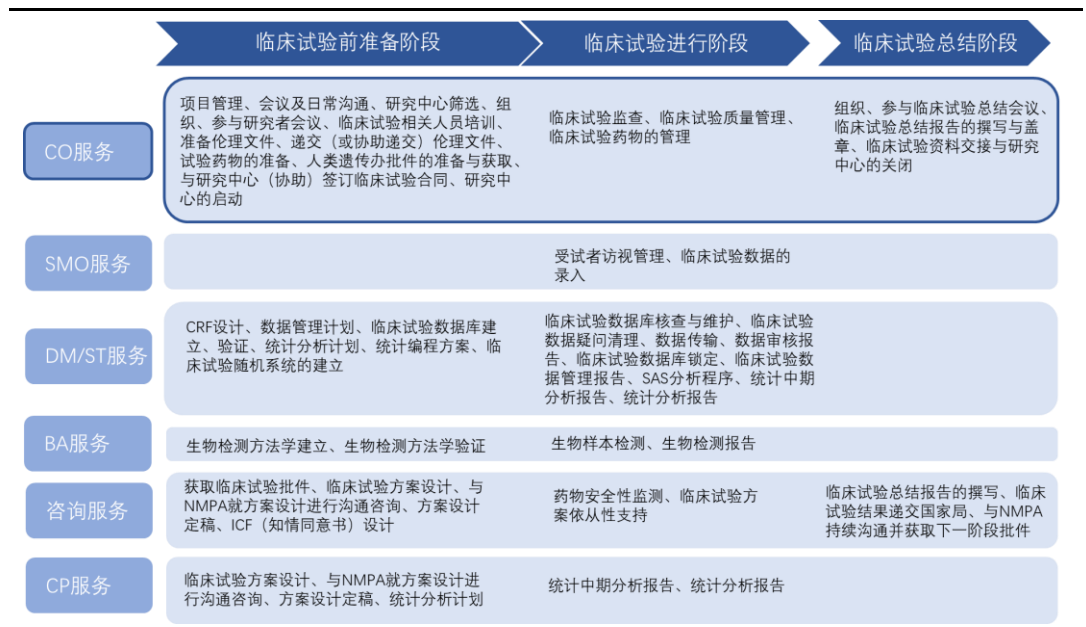 临床试验前准备阶段
临床试验进行阶段
临床试验总结阶段
CO服务
项目管理、会议及日常沟通、研究中心筛选、组
织、参与研究者会议、临床试验相关人员培训、
准备伦理文件、递交（或协助递交）伦理文件、
试验药物的准备、人类遗传办批件的准备与获取、
与研究中心（协助）签订临床试验合同、研究中
心的启动
临床试验监查、临床试验质量管理、
临床试验药物的管理
组织、参与临床试验总结会议、
临床试验总结报告的撰写与盖
章、临床试验资料交接与研究
中心的关闭
SMO服务
受试者访视管理、临床试验数据的
录入
DM/ST服务
CRF设计、数据管理计划、临床试验数据库建
立、验证、统计分析计划、统计编程方案、临
床试验随机系统的建立
临床试验数据库核查与维护、临床试验
数据疑问清理、数据传输、数据审核报
告、临床试验数据库锁定、临床试验数
据管理报告、SAS分析程序、统计中期
分析报告、统计分析报告
BA服务
生物检测方法学建立、生物检测方法学验证
生物样本检测、生物检测报告
咨询服务
获取临床试验批件、临床试验方案设计、与
NMPA就方案设计进行沟通咨询、方案设计
定稿、ICF（知情同意书）设计
药物安全性监测、临床试验方
案依从性支持
临床试验总结报告的撰写、临床
试验结果递交国家局、与NMPA
持续沟通并获取下一阶段批件
CP服务
临床试验方案设计、与NMPA就方案设计进
行沟通咨询、方案设计定稿、统计分析计划
统计中期分析报告、统计分析报告